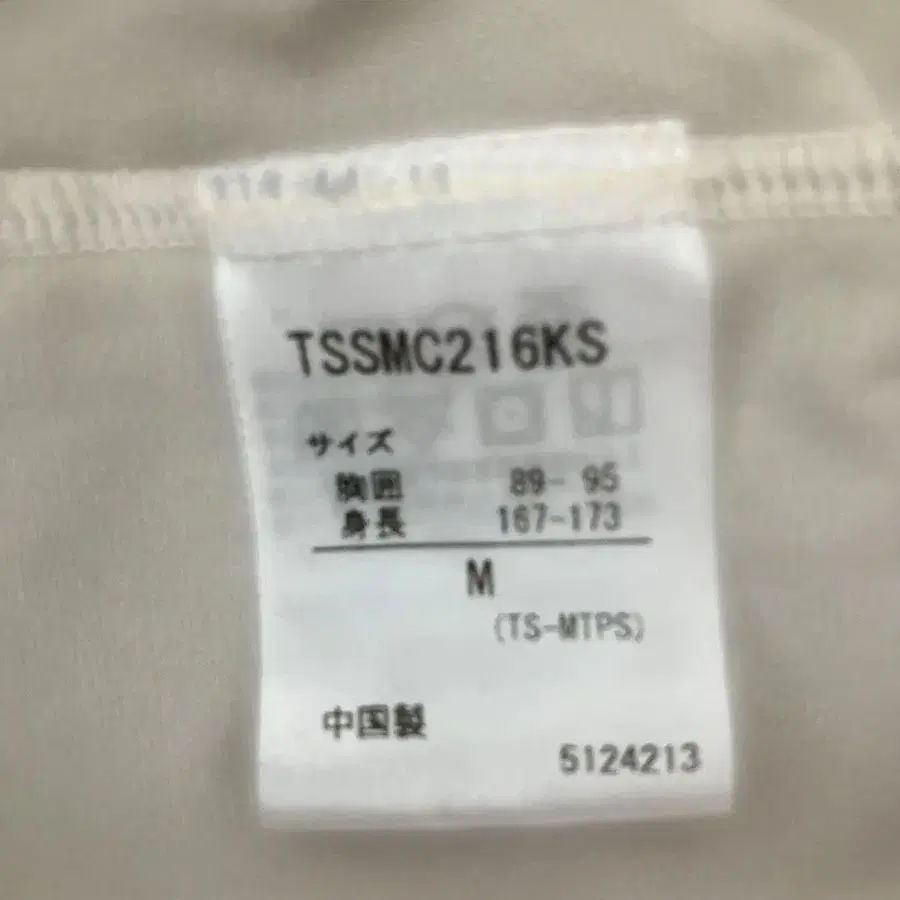 TSSMC216KS
サイズ
胸囲 89- 95
身長 167-173
M
(TS-MTPS)
中国製
5124213